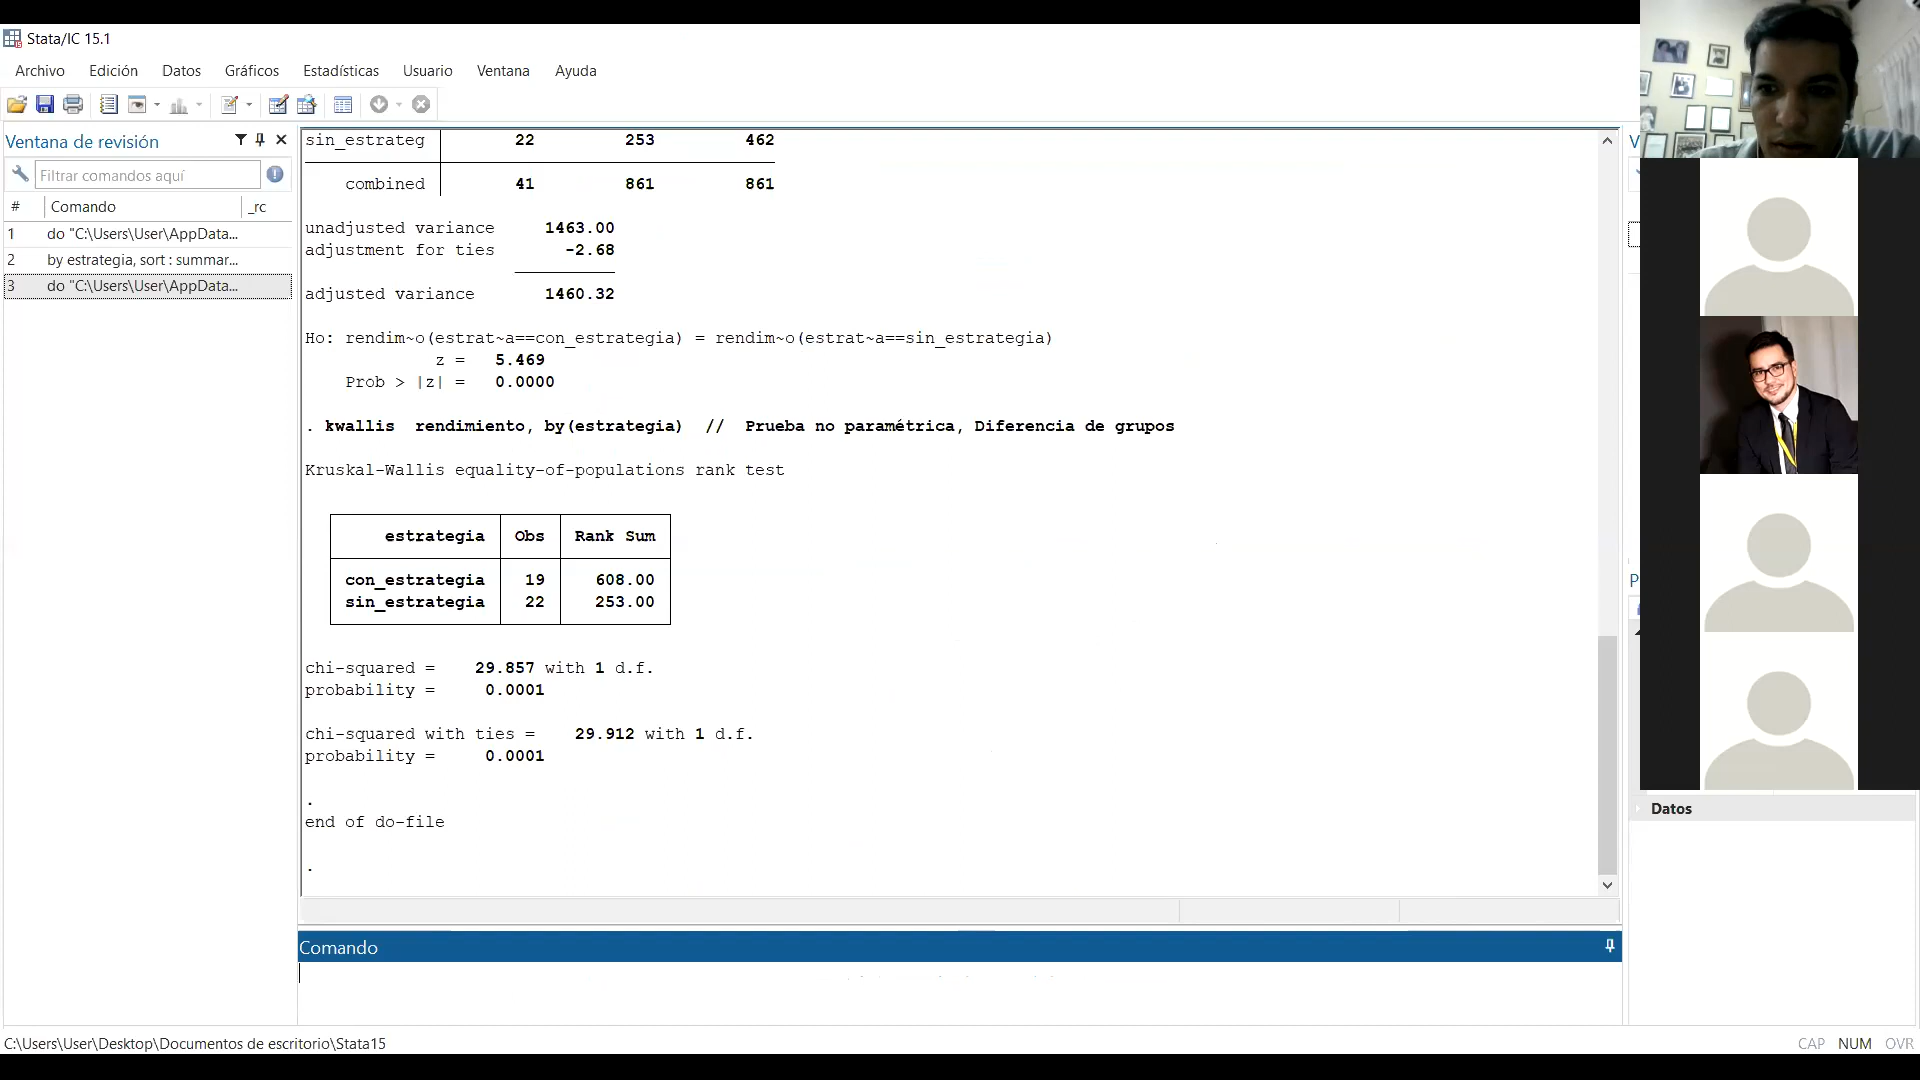 Stata/IC 15.1
Archivo Edición Datos Gráficos Estadísticas Usuario Ventana Ayuda
Ventana de revisión
Filtrar comandos aquí
# Comando _rc
1 do "C:\Users\User\AppData...
2 by estrategia, sort : summar...
3 do "C:\Users\User\AppData...
sin_estrateg 22 253 462
combined 41 861 861
unadjusted variance 1463.00
adjustment for ties -2.68
adjusted variance 1460.32
Ho: rendim~o(estrat~a==con_estrategia) = rendim~o(estrat~a==sin_estrategia)
z = 5.469
Prob > |z| = 0.0000
. kwallis rendimiento, by(estrategia) // Prueba no paramétrica, Diferencia de grupos
Kruskal-Wallis equality-of-populations rank test
estrategia Obs Rank Sum
con_estrategia 19 608.00
sin_estrategia 22 253.00
chi-squared = 29.857 with 1 d.f.
probability = 0.0001
chi-squared with ties = 29.912 with 1 d.f.
probability = 0.0001
.
end of do-file
.
Comando
V
P
Datos
C:\Users\User\Desktop\Documentos de escritorio\Stata15
CAP NUM OVR